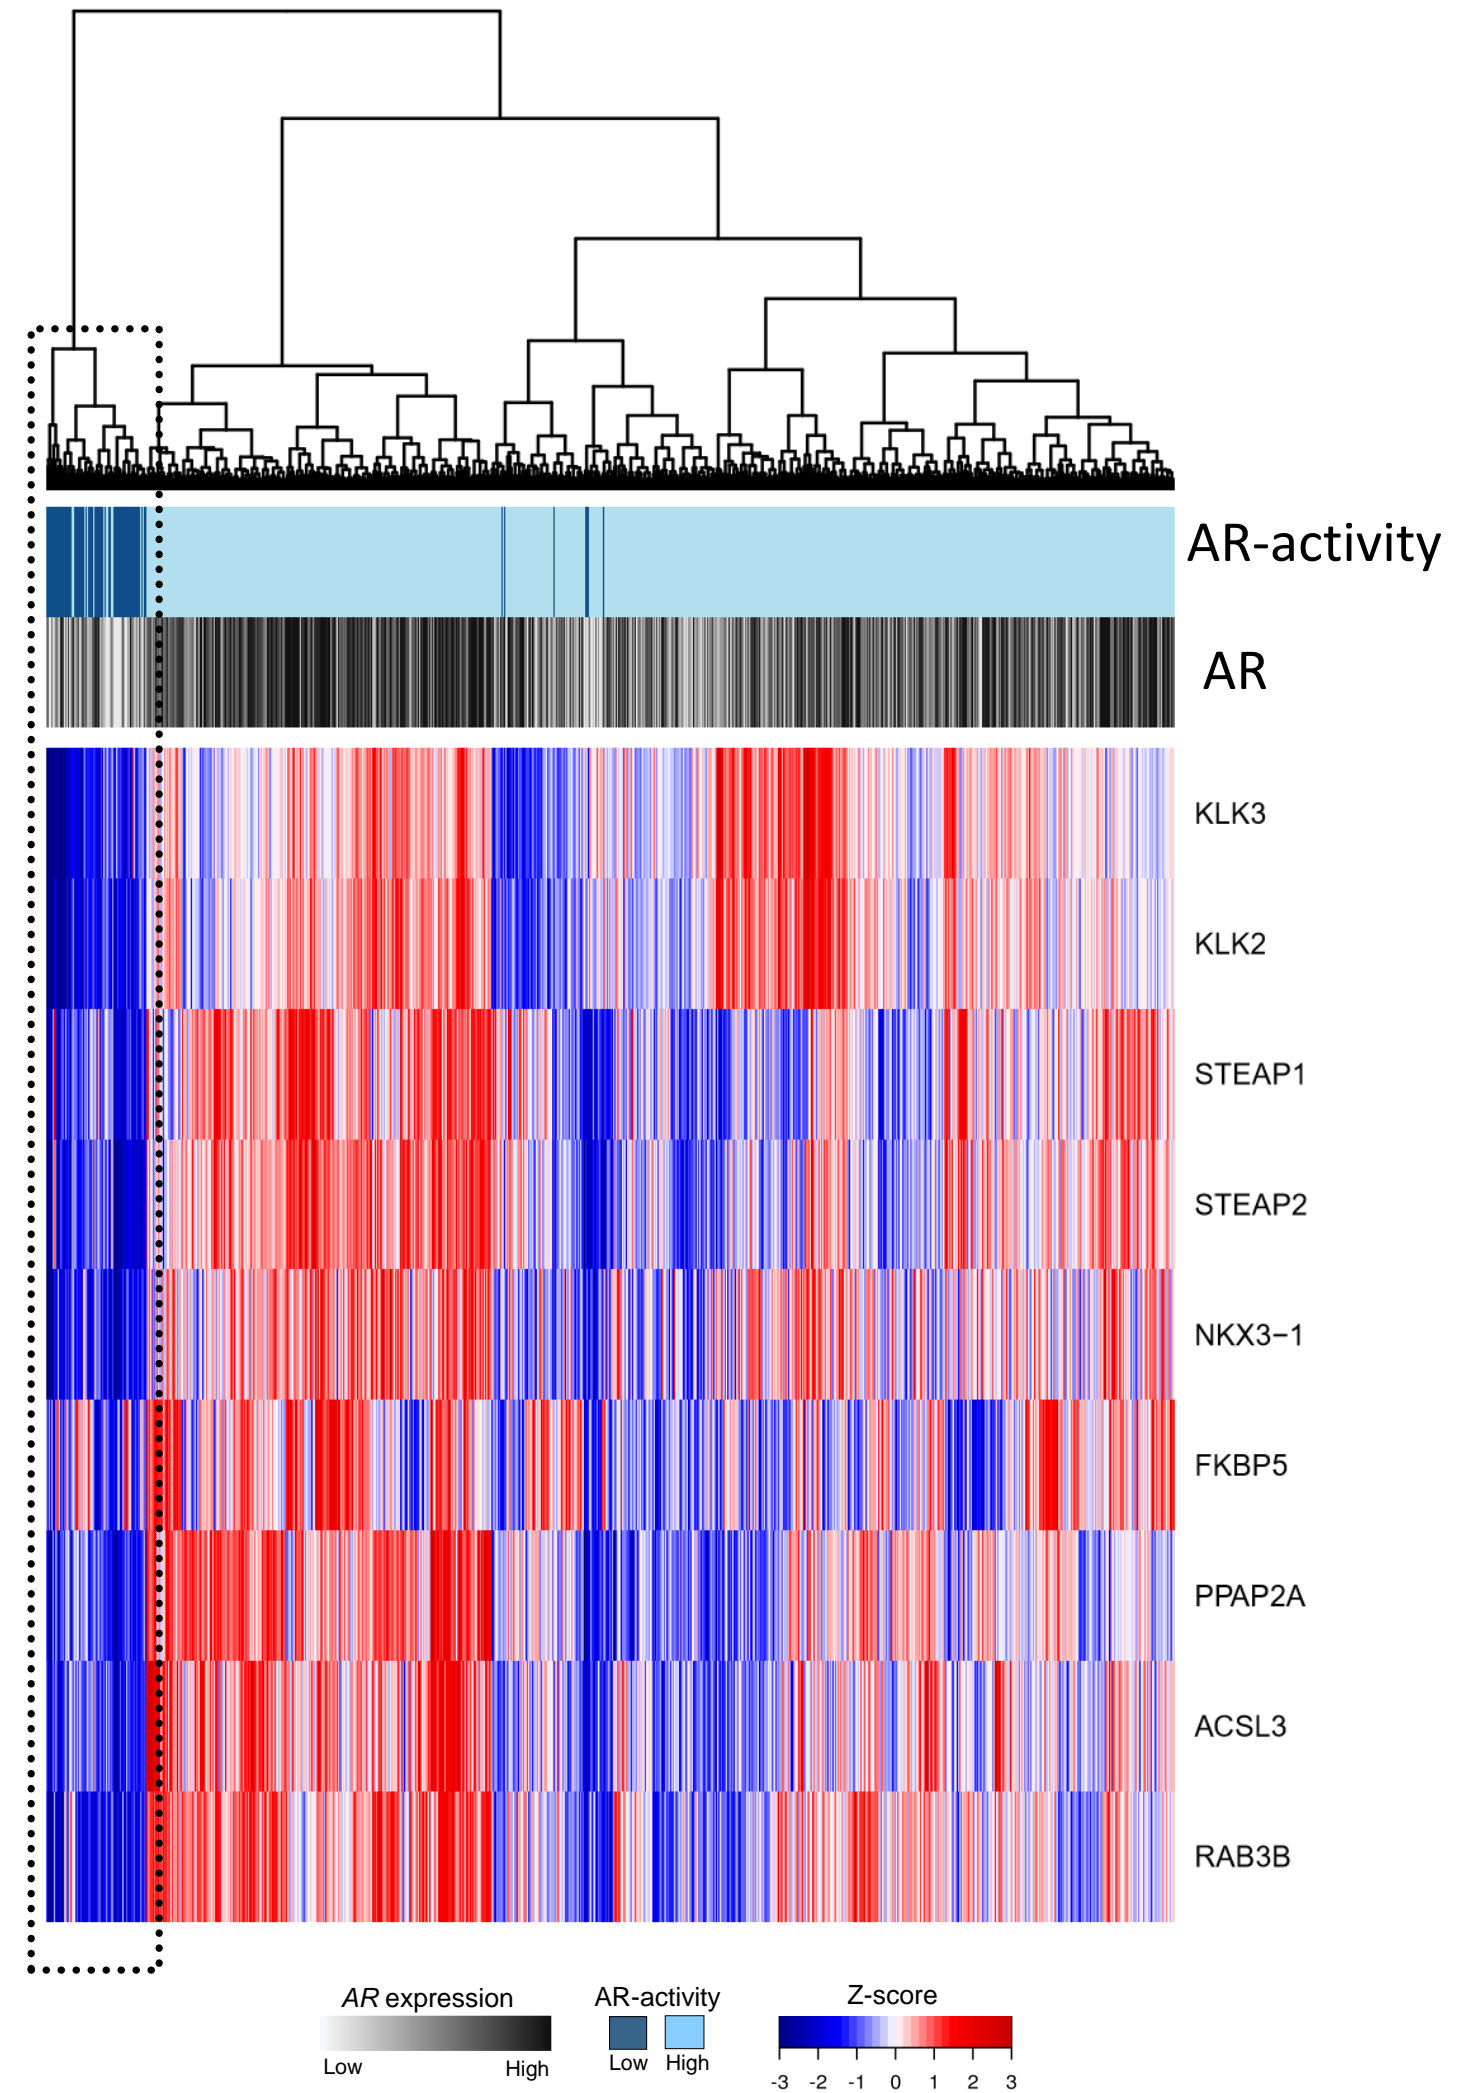 AR-activity
AR
KLK3
KLK2
STEAP1
STEAP2
NKX3−1
FKBP5
PPAP2A
ACSL3
RAB3B
AR expression
Low High
AR-activity
Low High
Z-score
-3 -2 -1 0 1 2 3